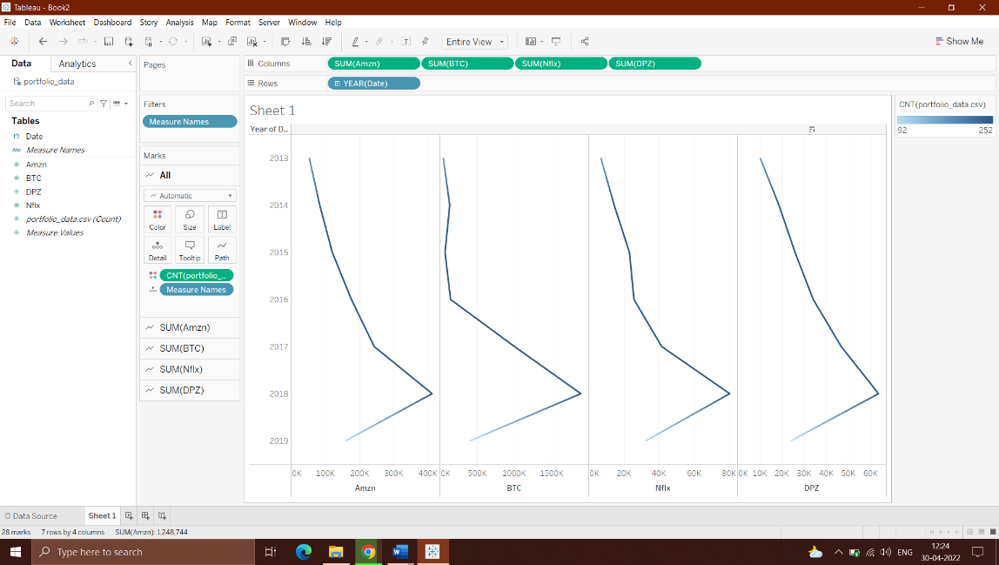 Tableau - Book2
File Data Worksheet Dashboard Story Analysis Map Format Server Window Help
Entire View
Show Me
Data Analytics
portfolio_data
Search
Tables
Date
Abc Measure Names
Amzn
BTC
DPZ
Nflx
portfolio_data.csv (Count)
Measure Values
Pages
Filters
Measure Names
Marks
All
Automatic
Color Size Label
Detail Tooltip Path
CNT(portfolio_..
Measure Names
SUM(Amzn)
SUM(BTC)
SUM(Nflx)
SUM(DPZ)
Columns SUM(Amzn) SUM(BTC) SUM(Nflx) SUM(DPZ)
Rows YEAR(Date)
Sheet 1
Year of D..
2013
2014
2015
2016
2017
2018
2019
0K 100K 200K 300K 400K 0K 500K 1000K 1500K 0K 20K 40K 60K 80K 0K 10K 20K 30K 40K 50K 60K
Amzn BTC Nflx DPZ
CNT(portfolio_data.csv)
92 252
Data Source Sheet 1
28 marks 7 rows by 4 columns SUM(Amzn): 1,248,744
Type here to search
ENG
12:24
30-04-2022